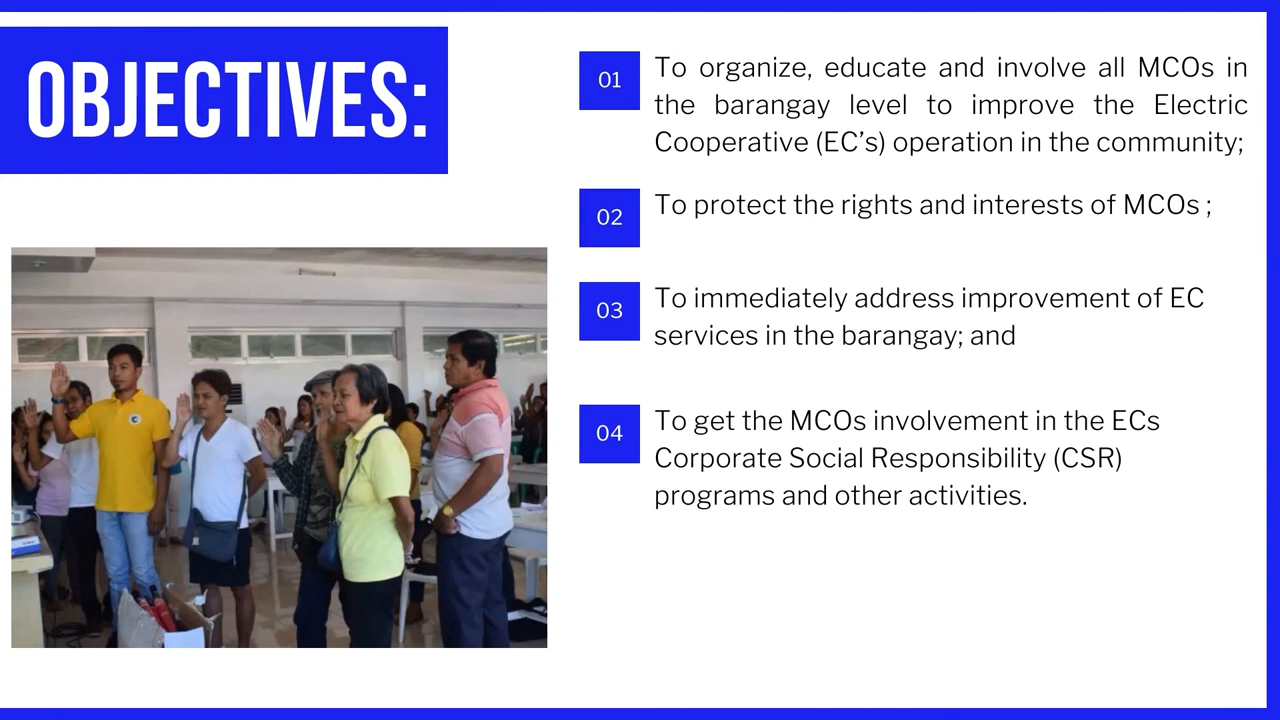 OBJECTIVES:
01
To organize, educate and involve all MCOs in
the barangay level to improve the Electric
Cooperative (EC’s) operation in the community;
02
To protect the rights and interests of MCOs ;
03
To immediately address improvement of EC
services in the barangay; and
04
To get the MCOs involvement in the ECs
Corporate Social Responsibility (CSR)
programs and other activities.